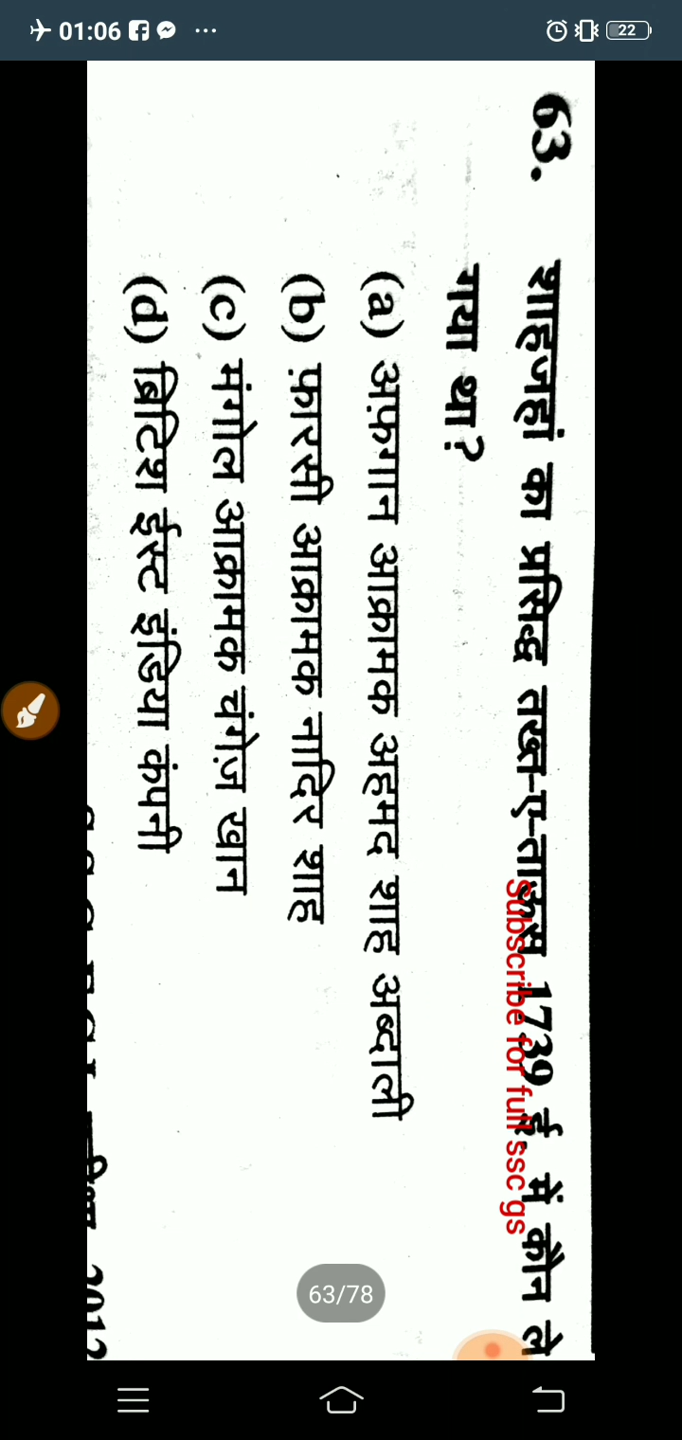 01:06
22
63. शाहजहां का प्रसिद्ध तख्त-ए-ताऊस 1739 ई. में कौन ले
गया था?
Subscribe for full ssc gs
(a) अफ़गान आक्रामक अहमद शाह अब्दाली
(b) फ़ारसी आक्रामक नादिर शाह
(c) मंगोल आक्रामक चंगेज़ खान
(d) ब्रिटिश ईस्ट इंडिया कंपनी
63/78